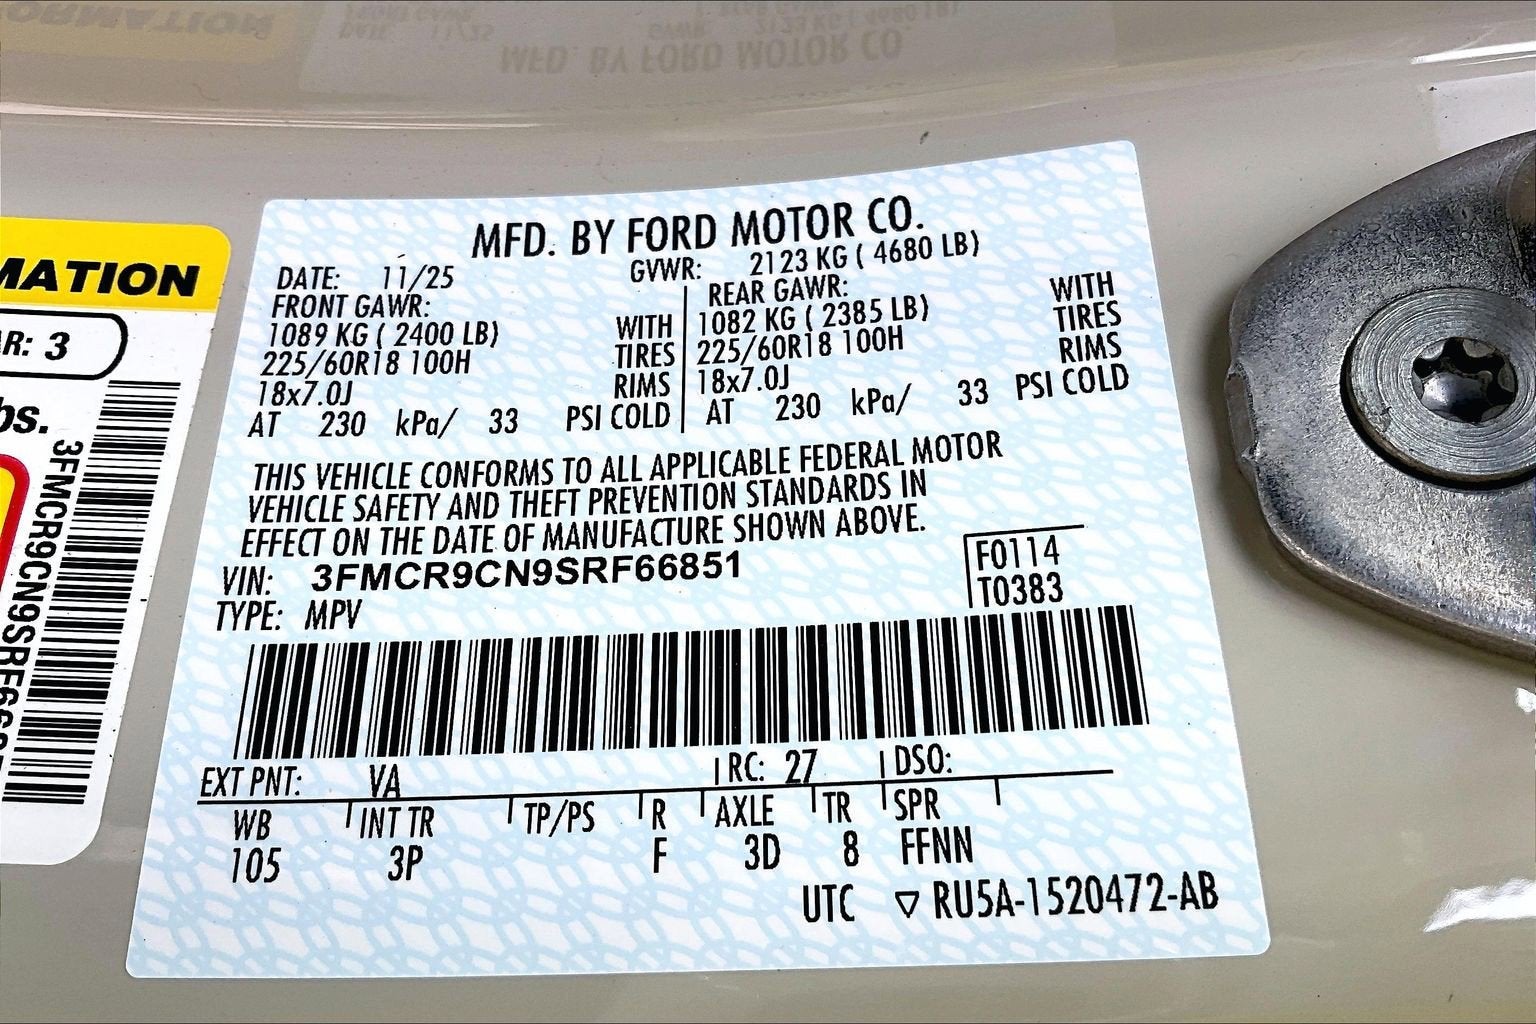 MATION
AR: 3
bs.
3FMCR9CN9SRF66
MFD. BY FORD MOTOR CO.
DATE: 11/25 GVWR: 2123 KG ( 4680 LB)
FRONT GAWR: REAR GAWR:
1089 KG ( 2400 LB) WITH 1082 KG ( 2385 LB) WITH
225/60R18 100H TIRES 225/60R18 100H TIRES
18x7.0J RIMS 18x7.0J RIMS
AT 230 kPa/ 33 PSI COLD AT 230 kPa/ 33 PSI COLD
THIS VEHICLE CONFORMS TO ALL APPLICABLE FEDERAL MOTOR
VEHICLE SAFETY AND THEFT PREVENTION STANDARDS IN
EFFECT ON THE DATE OF MANUFACTURE SHOWN ABOVE.
VIN: 3FMCR9CN9SRF66851 F0114
TYPE: MPV T0383
EXT PNT: VA RC: 27 DSO:
WB INT TR TP/PS R AXLE TR SPR
105 3P F 3D 8 FFNN
UTC ▽ RU5A-1520472-AB